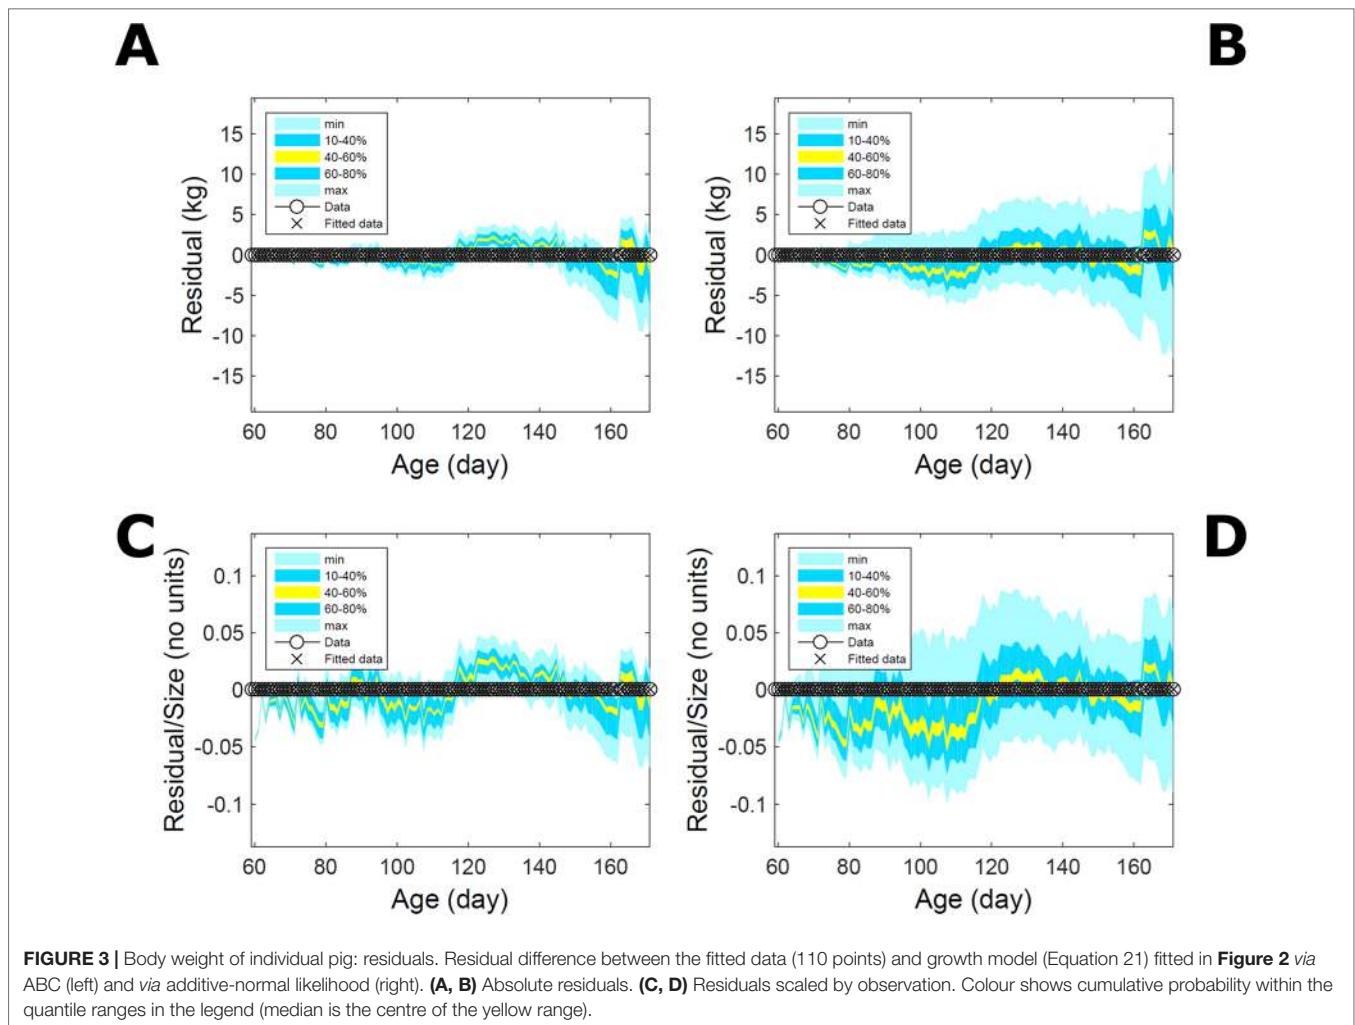 A
B
min
10-40%
40-60%
60-80%
max
Data
Fitted data
15
10
5
0
-5
-10
-15
Residual (kg)
60 80 100 120 140 160
Age (day)
min
10-40%
40-60%
60-80%
max
Data
Fitted data
15
10
5
0
-5
-10
-15
Residual (kg)
60 80 100 120 140 160
Age (day)
C
D
min
10-40%
40-60%
60-80%
max
Data
Fitted data
0.1
0.05
0
-0.05
-0.1
Residual/Size (no units)
60 80 100 120 140 160
Age (day)
min
10-40%
40-60%
60-80%
max
Data
Fitted data
0.1
0.05
0
-0.05
-0.1
Residual/Size (no units)
60 80 100 120 140 160
Age (day)
FIGURE 3 | Body weight of individual pig: residuals. Residual difference between the fitted data (110 points) and growth model (Equation 21) fitted in Figure 2 via
ABC (left) and via additive-normal likelihood (right). (A, B) Absolute residuals. (C, D) Residuals scaled by observation. Colour shows cumulative probability within the
quantile ranges in the legend (median is the centre of the yellow range).